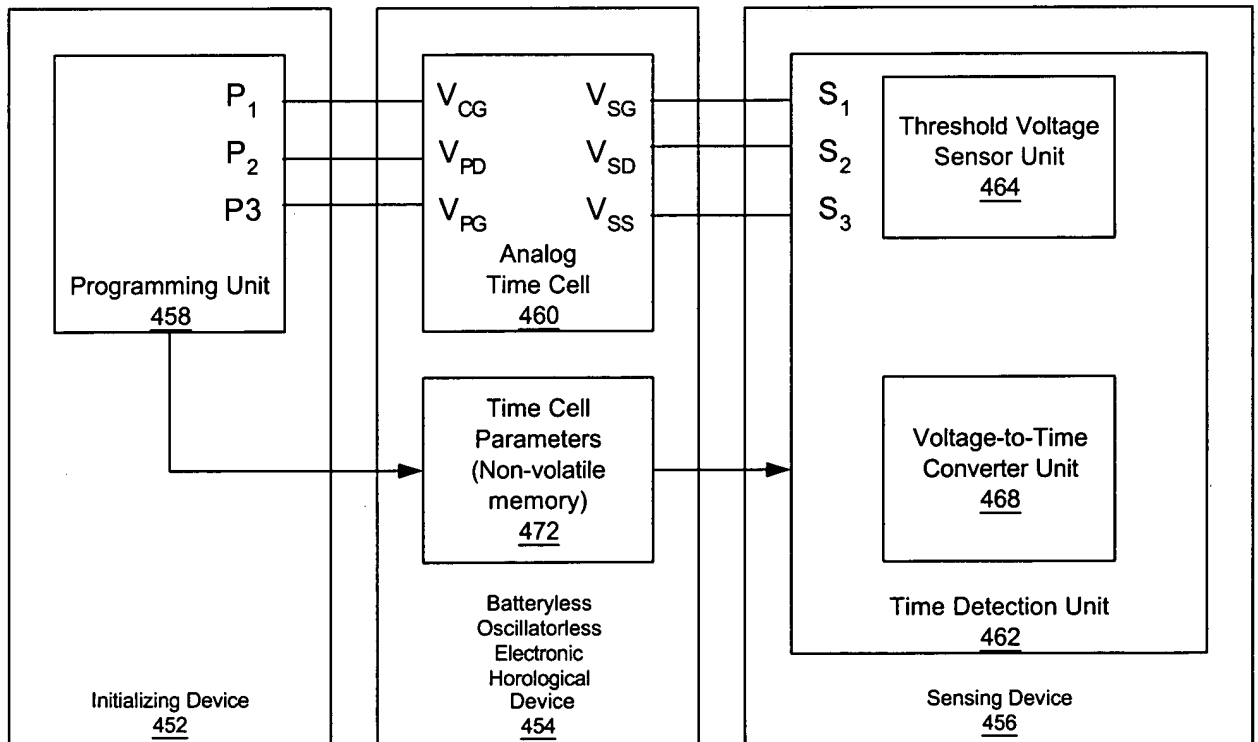 P1
P2
P3
Programming Unit
458
Initializing Device
452
VCG
VPD
VPG
VSG
VSD
VSS
Analog
Time Cell
460
Time Cell
Parameters
(Non-volatile
memory)
472
Batteryless
Oscillatorless
Electronic
Horological
Device
454
S1
S2
S3
Threshold Voltage
Sensor Unit
464
Voltage-to-Time
Converter Unit
468
Time Detection Unit
462
Sensing Device
456